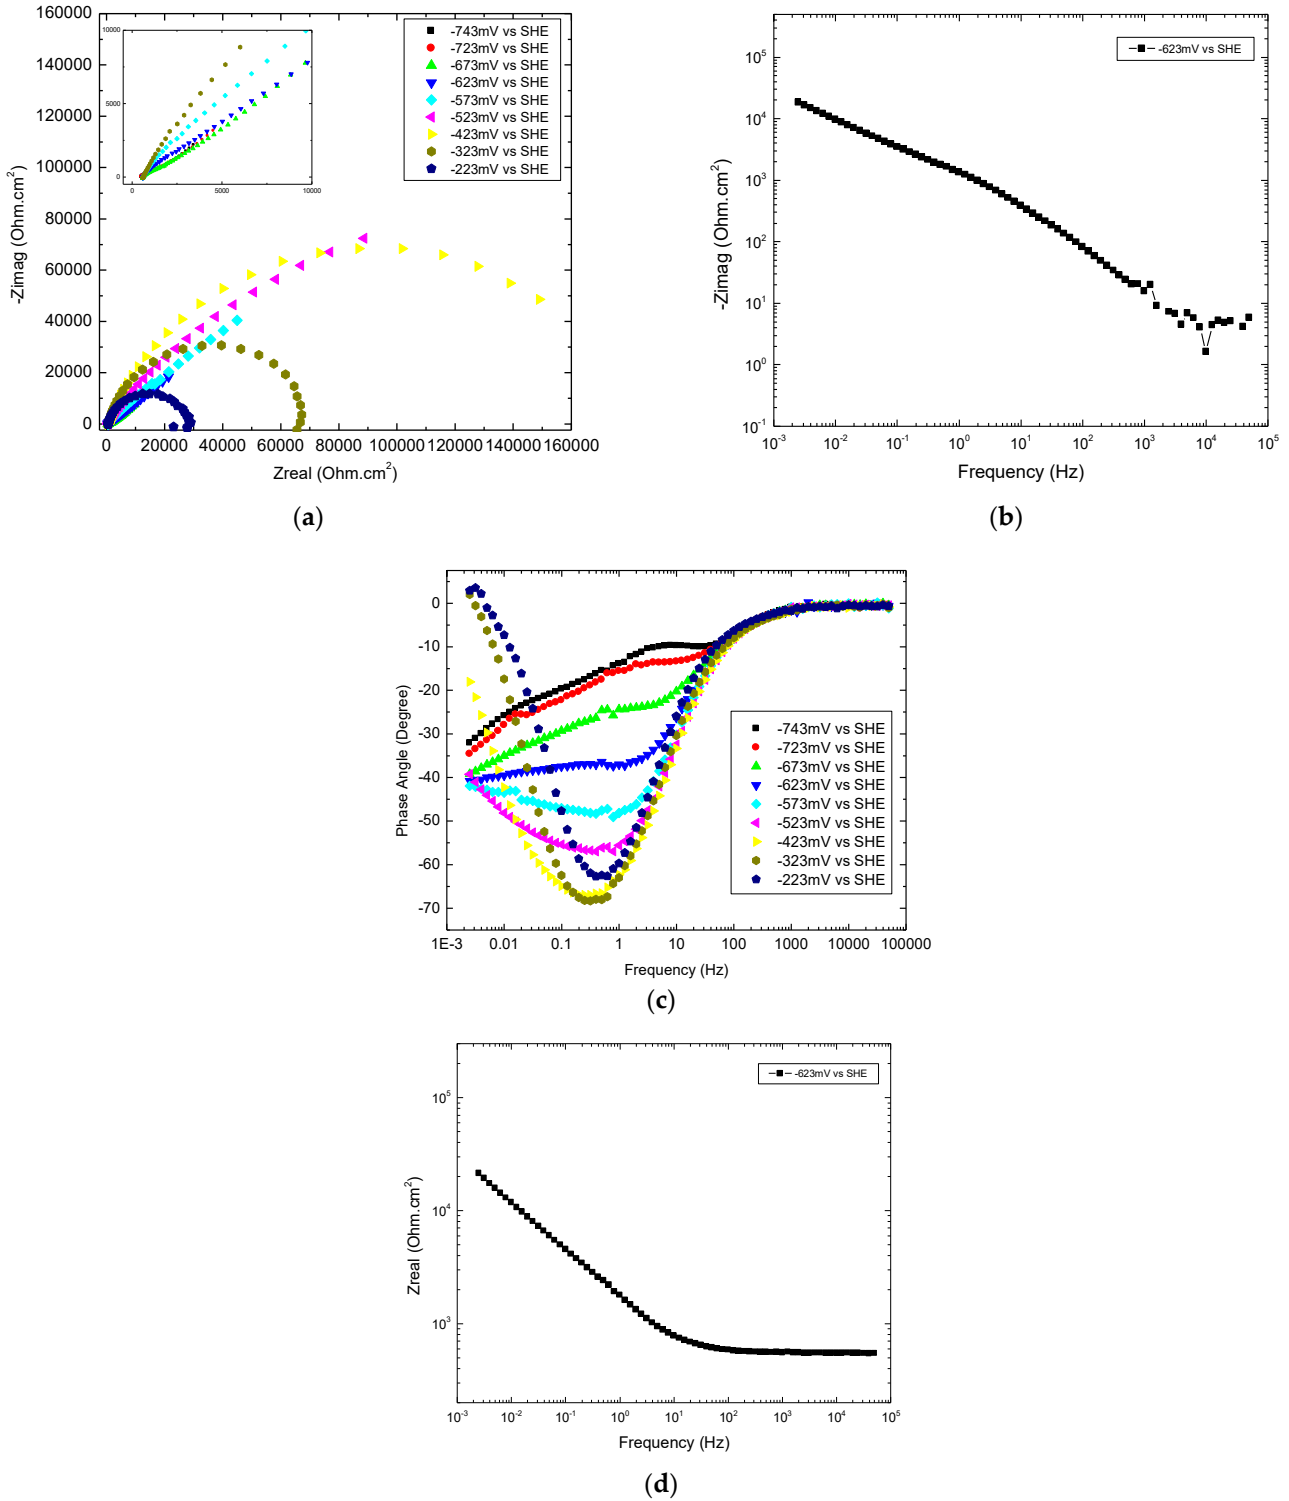 (a)
160000
140000
120000
100000
80000
60000
40000
20000
0
-Zimag (Ohm.cm²)
0 20000 40000 60000 80000 100000 120000 140000 160000
Zreal (Ohm.cm²)
10000
5000
0
0 5000 10000
-743mV vs SHE
-723mV vs SHE
-673mV vs SHE
-623mV vs SHE
-573mV vs SHE
-523mV vs SHE
-423mV vs SHE
-323mV vs SHE
-223mV vs SHE
(b)
-623mV vs SHE
10⁵
10⁴
10³
10²
10¹
10⁰
10⁻¹
-Zimag (Ohm.cm²)
10⁻³ 10⁻² 10⁻¹ 10⁰ 10¹ 10² 10³ 10⁴ 10⁵
Frequency (Hz)
(c)
0
-10
-20
-30
-40
-50
-60
-70
Phase Angle (Degree)
1E-3 0.01 0.1 1 10 100 1000 10000 100000
Frequency (Hz)
-743mV vs SHE
-723mV vs SHE
-673mV vs SHE
-623mV vs SHE
-573mV vs SHE
-523mV vs SHE
-423mV vs SHE
-323mV vs SHE
-223mV vs SHE
(d)
-623mV vs SHE
10⁵
10⁴
10³
Zreal (Ohm.cm²)
10⁻³ 10⁻² 10⁻¹ 10⁰ 10¹ 10² 10³ 10⁴ 10⁵
Frequency (Hz)